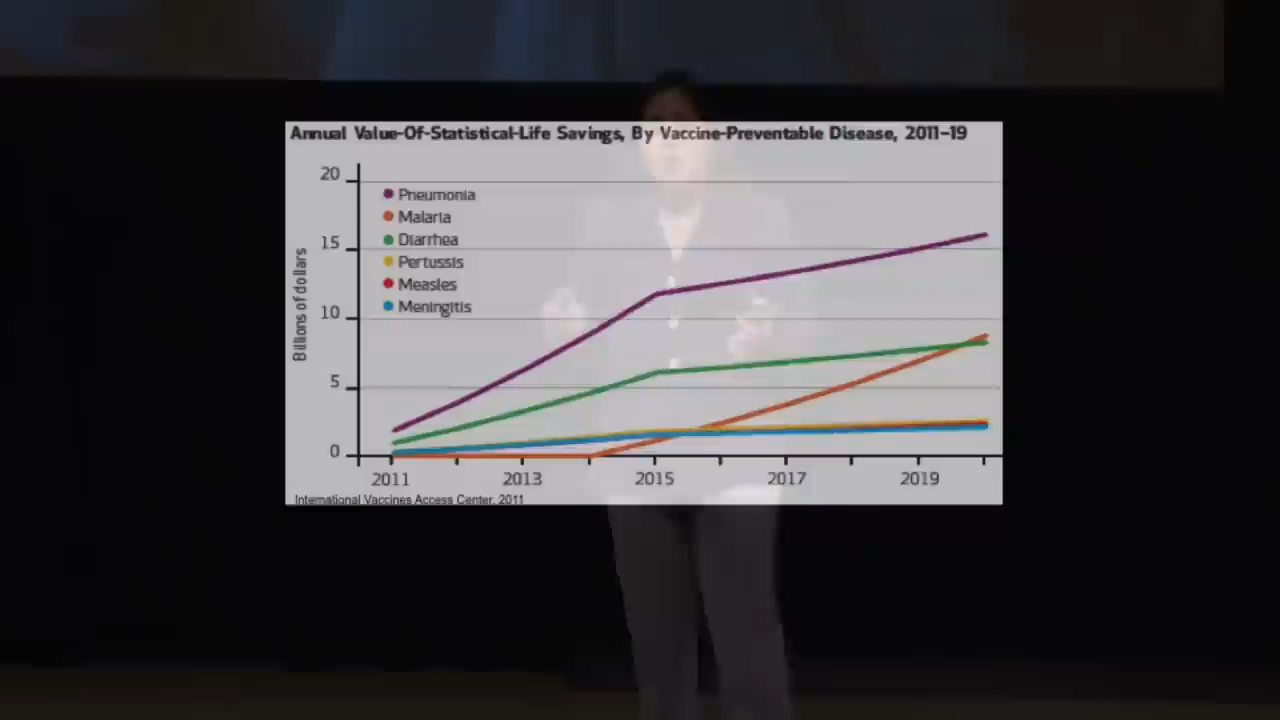 Annual Value-Of-Statistical-Life Savings, By Vaccine-Preventable Disease, 2011-19
20
15
10
5
0
Billions of dollars
Pneumonia
Malaria
Diarrhea
Pertussis
Measles
Meningitis
2011 2013 2015 2017 2019
International Vaccines Access Center, 2011